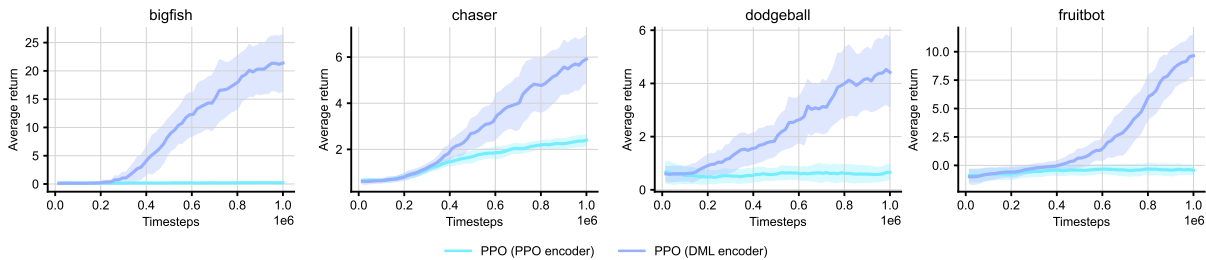 bigfish
Average return
25
20
15
10
5
0
0.0 0.2 0.4 0.6 0.8 1.0
Timesteps
1e6
chaser
Average return
6
4
2
0.0 0.2 0.4 0.6 0.8 1.0
Timesteps
1e6
dodgeball
Average return
6
4
2
0
0.0 0.2 0.4 0.6 0.8 1.0
Timesteps
1e6
fruitbot
Average return
10.0
7.5
5.0
2.5
0.0
0.0 0.2 0.4 0.6 0.8 1.0
Timesteps
1e6
PPO (PPO encoder)
PPO (DML encoder)